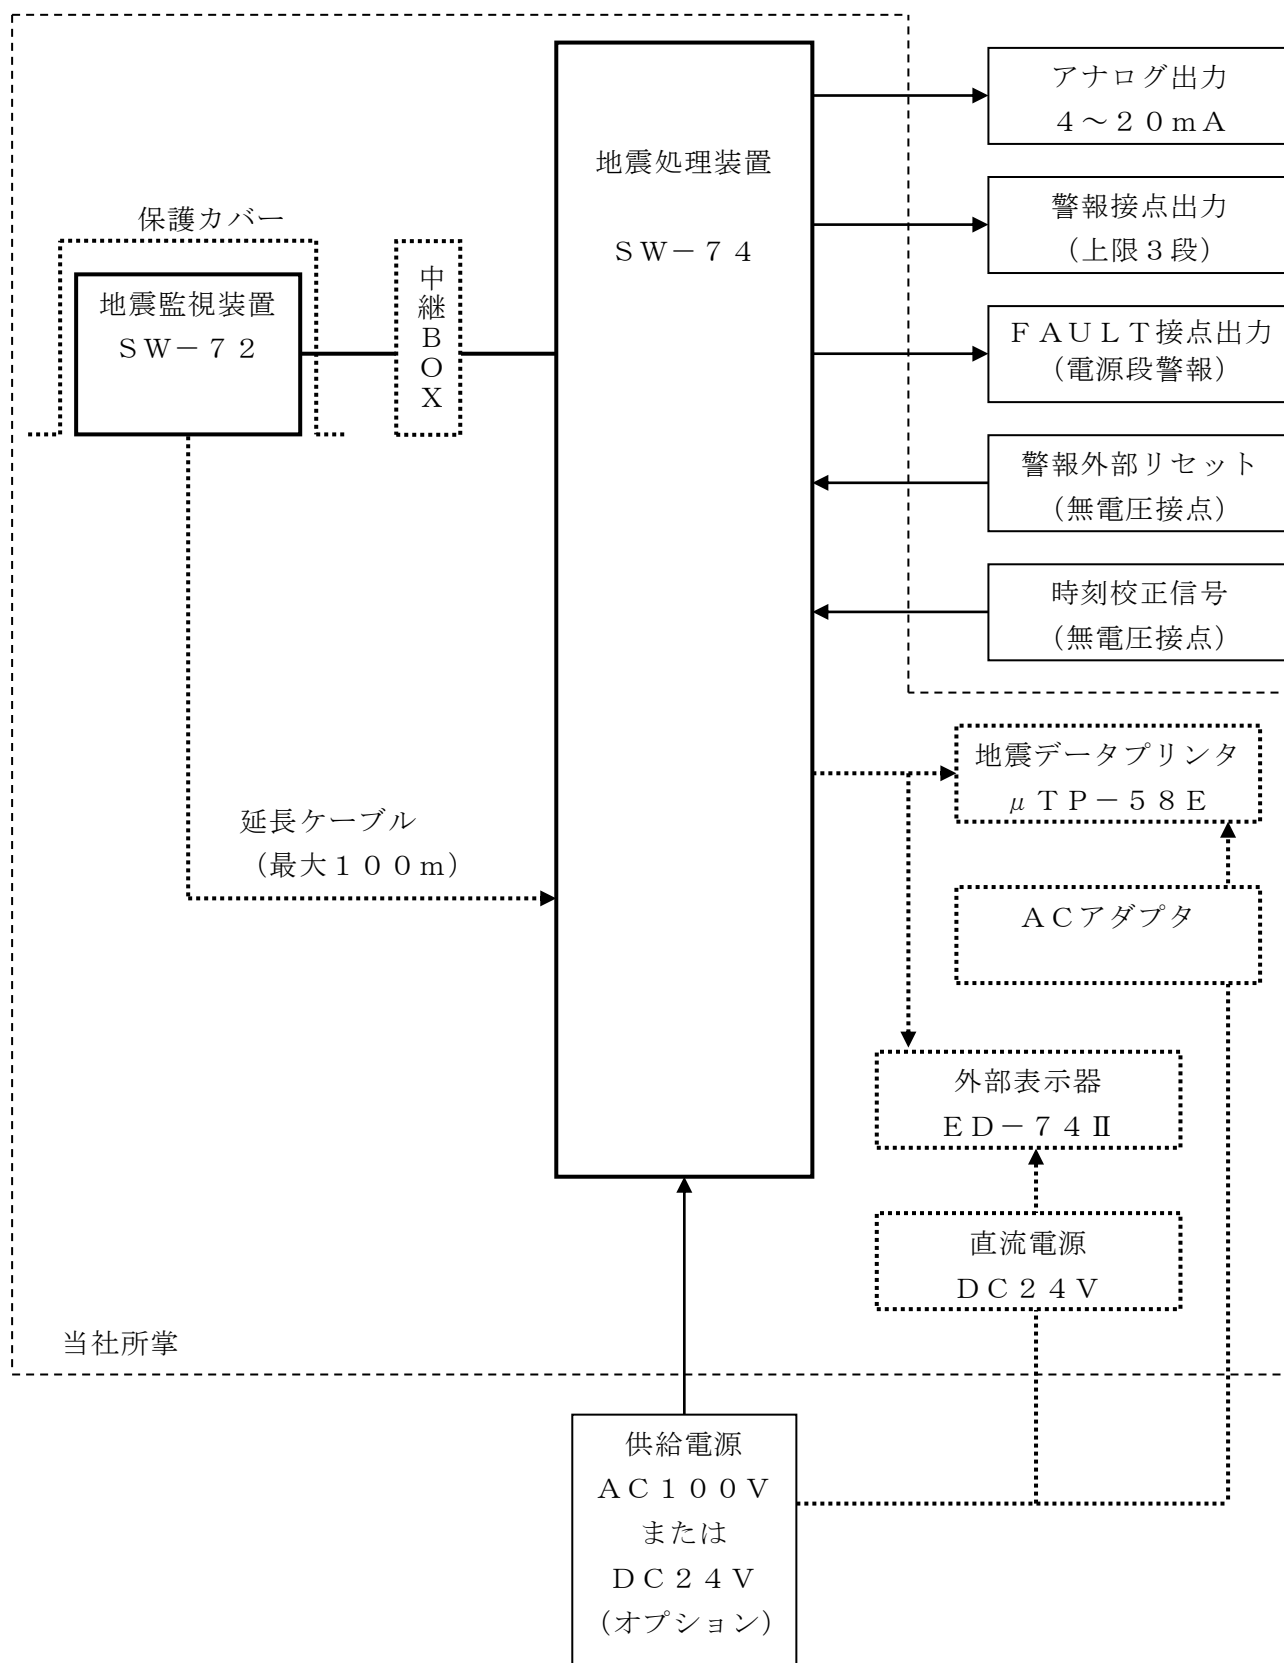 アナログ出力
４～２０ｍＡ
地震処理装置
ＳＷ－７４
警報接点出力
（上限３段）
保護カバー
地震監視装置
ＳＷ－７２
中継ＢＯＸ
ＦＡＵＬＴ接点出力
（電源段警報）
警報外部リセット
（無電圧接点）
時刻校正信号
（無電圧接点）
地震データプリンタ
μＴＰ－５８Ｅ
延長ケーブル
（最大１００ｍ）
ＡＣアダプタ
外部表示器
ＥＤ－７４Ⅱ
直流電源
ＤＣ２４Ｖ
当社所掌
供給電源
ＡＣ１００Ｖ
または
ＤＣ２４Ｖ
（オプション）